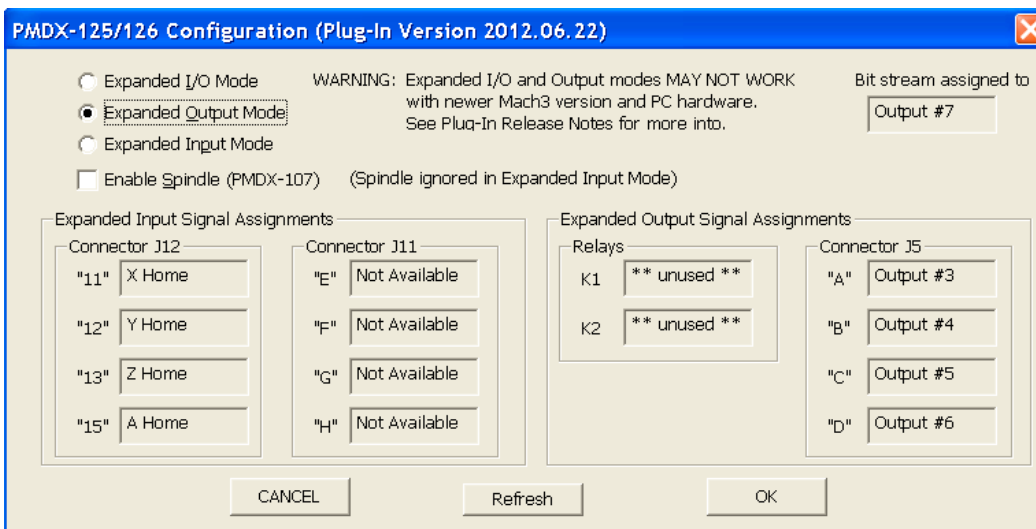 PMDX-125/126 Configuration (Plug-In Version 2012.06.22)
Expanded I/O Mode
Expanded Output Mode
Expanded Input Mode
WARNING: Expanded I/O and Output modes MAY NOT WORK
with newer Mach3 version and PC hardware.
See Plug-In Release Notes for more into.
Bit stream assigned to
Output #7
Enable Spindle (PMDX-107) (Spindle ignored in Expanded Input Mode)
Expanded Input Signal Assignments
Connector J12
"11" X Home
"12" Y Home
"13" Z Home
"15" A Home
Connector J11
"E" Not Available
"F" Not Available
"G" Not Available
"H" Not Available
Expanded Output Signal Assignments
Relays
K1 ** unused **
K2 ** unused **
Connector J5
"A" Output #3
"B" Output #4
"C" Output #5
"D" Output #6
CANCEL
Refresh
OK